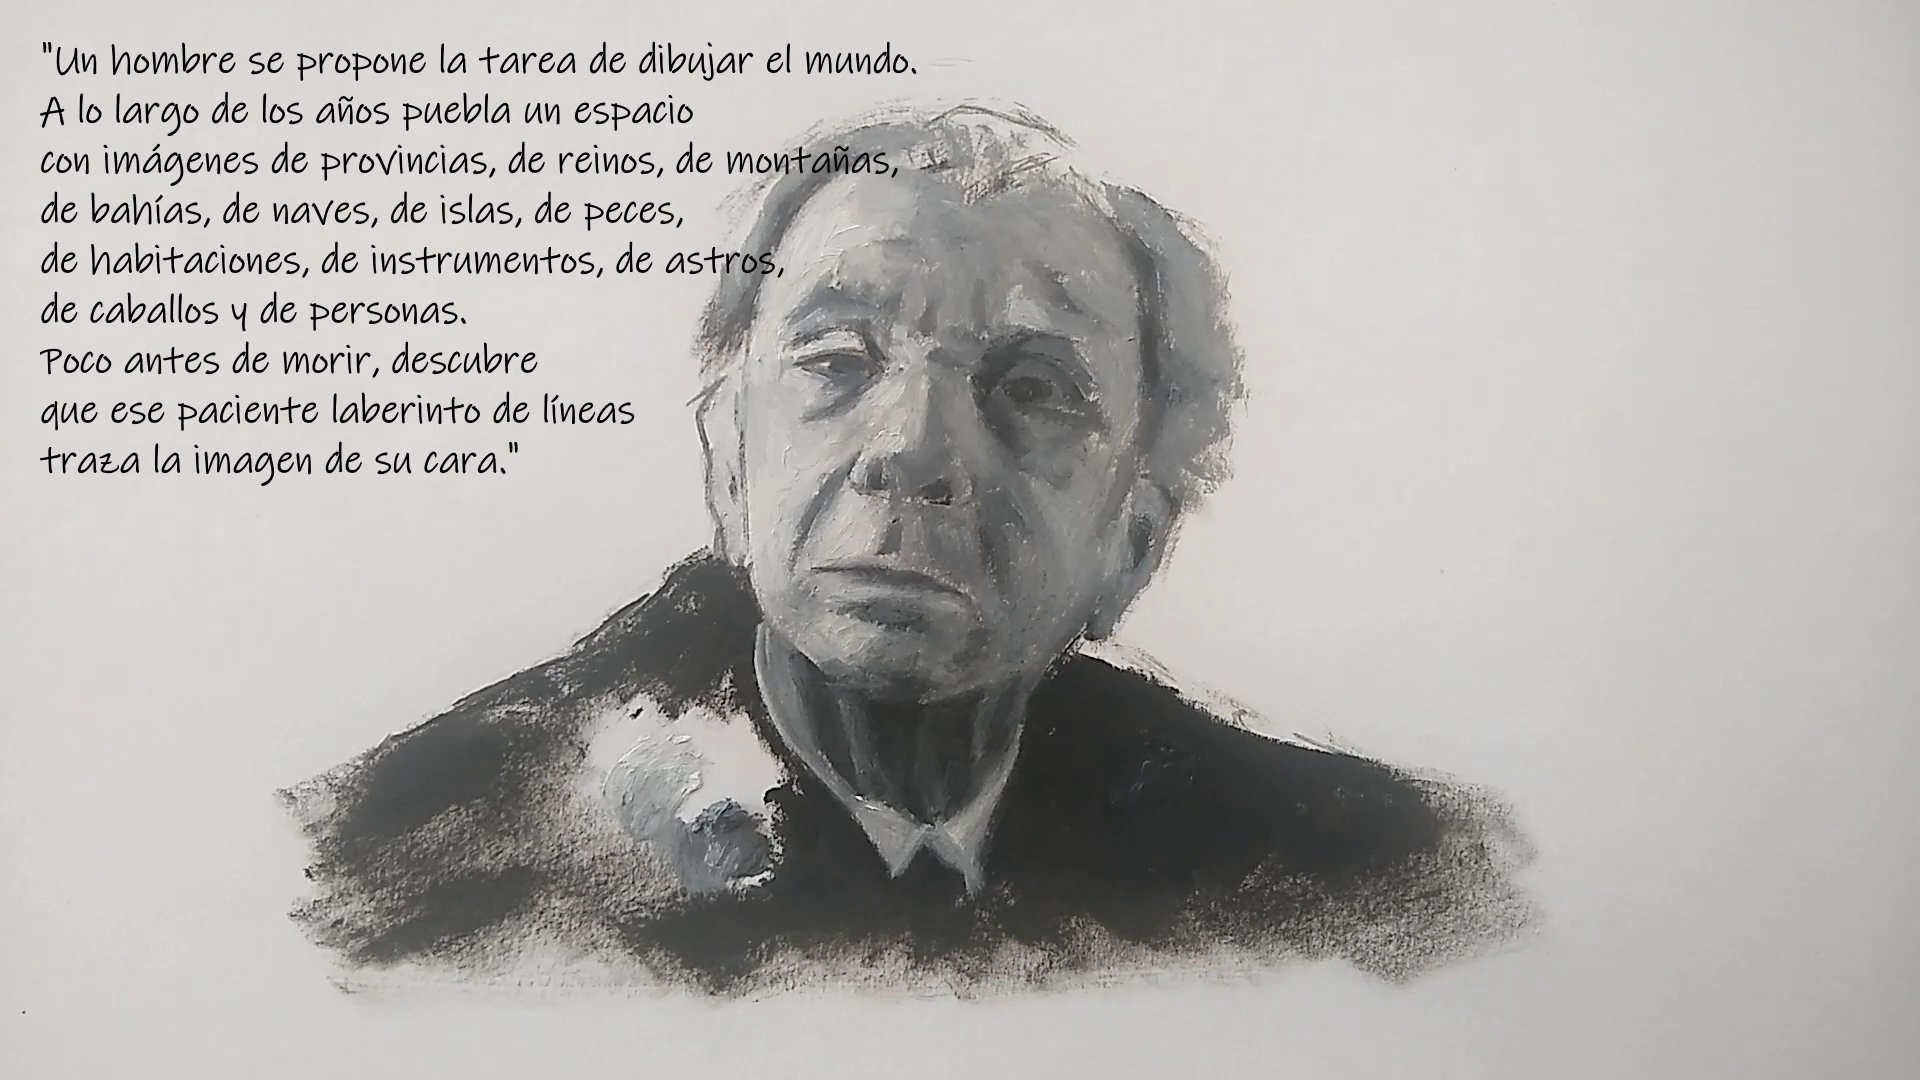 "Un hombre se propone la tarea de dibujar el mundo.
A lo largo de los años puebla un espacio
con imágenes de provincias, de reinos, de montañas,
de bahías, de naves, de islas, de peces,
de habitaciones, de instrumentos, de astros,
de caballos y de personas.
Poco antes de morir, descubre
que ese paciente laberinto de líneas
traza la imagen de su cara."